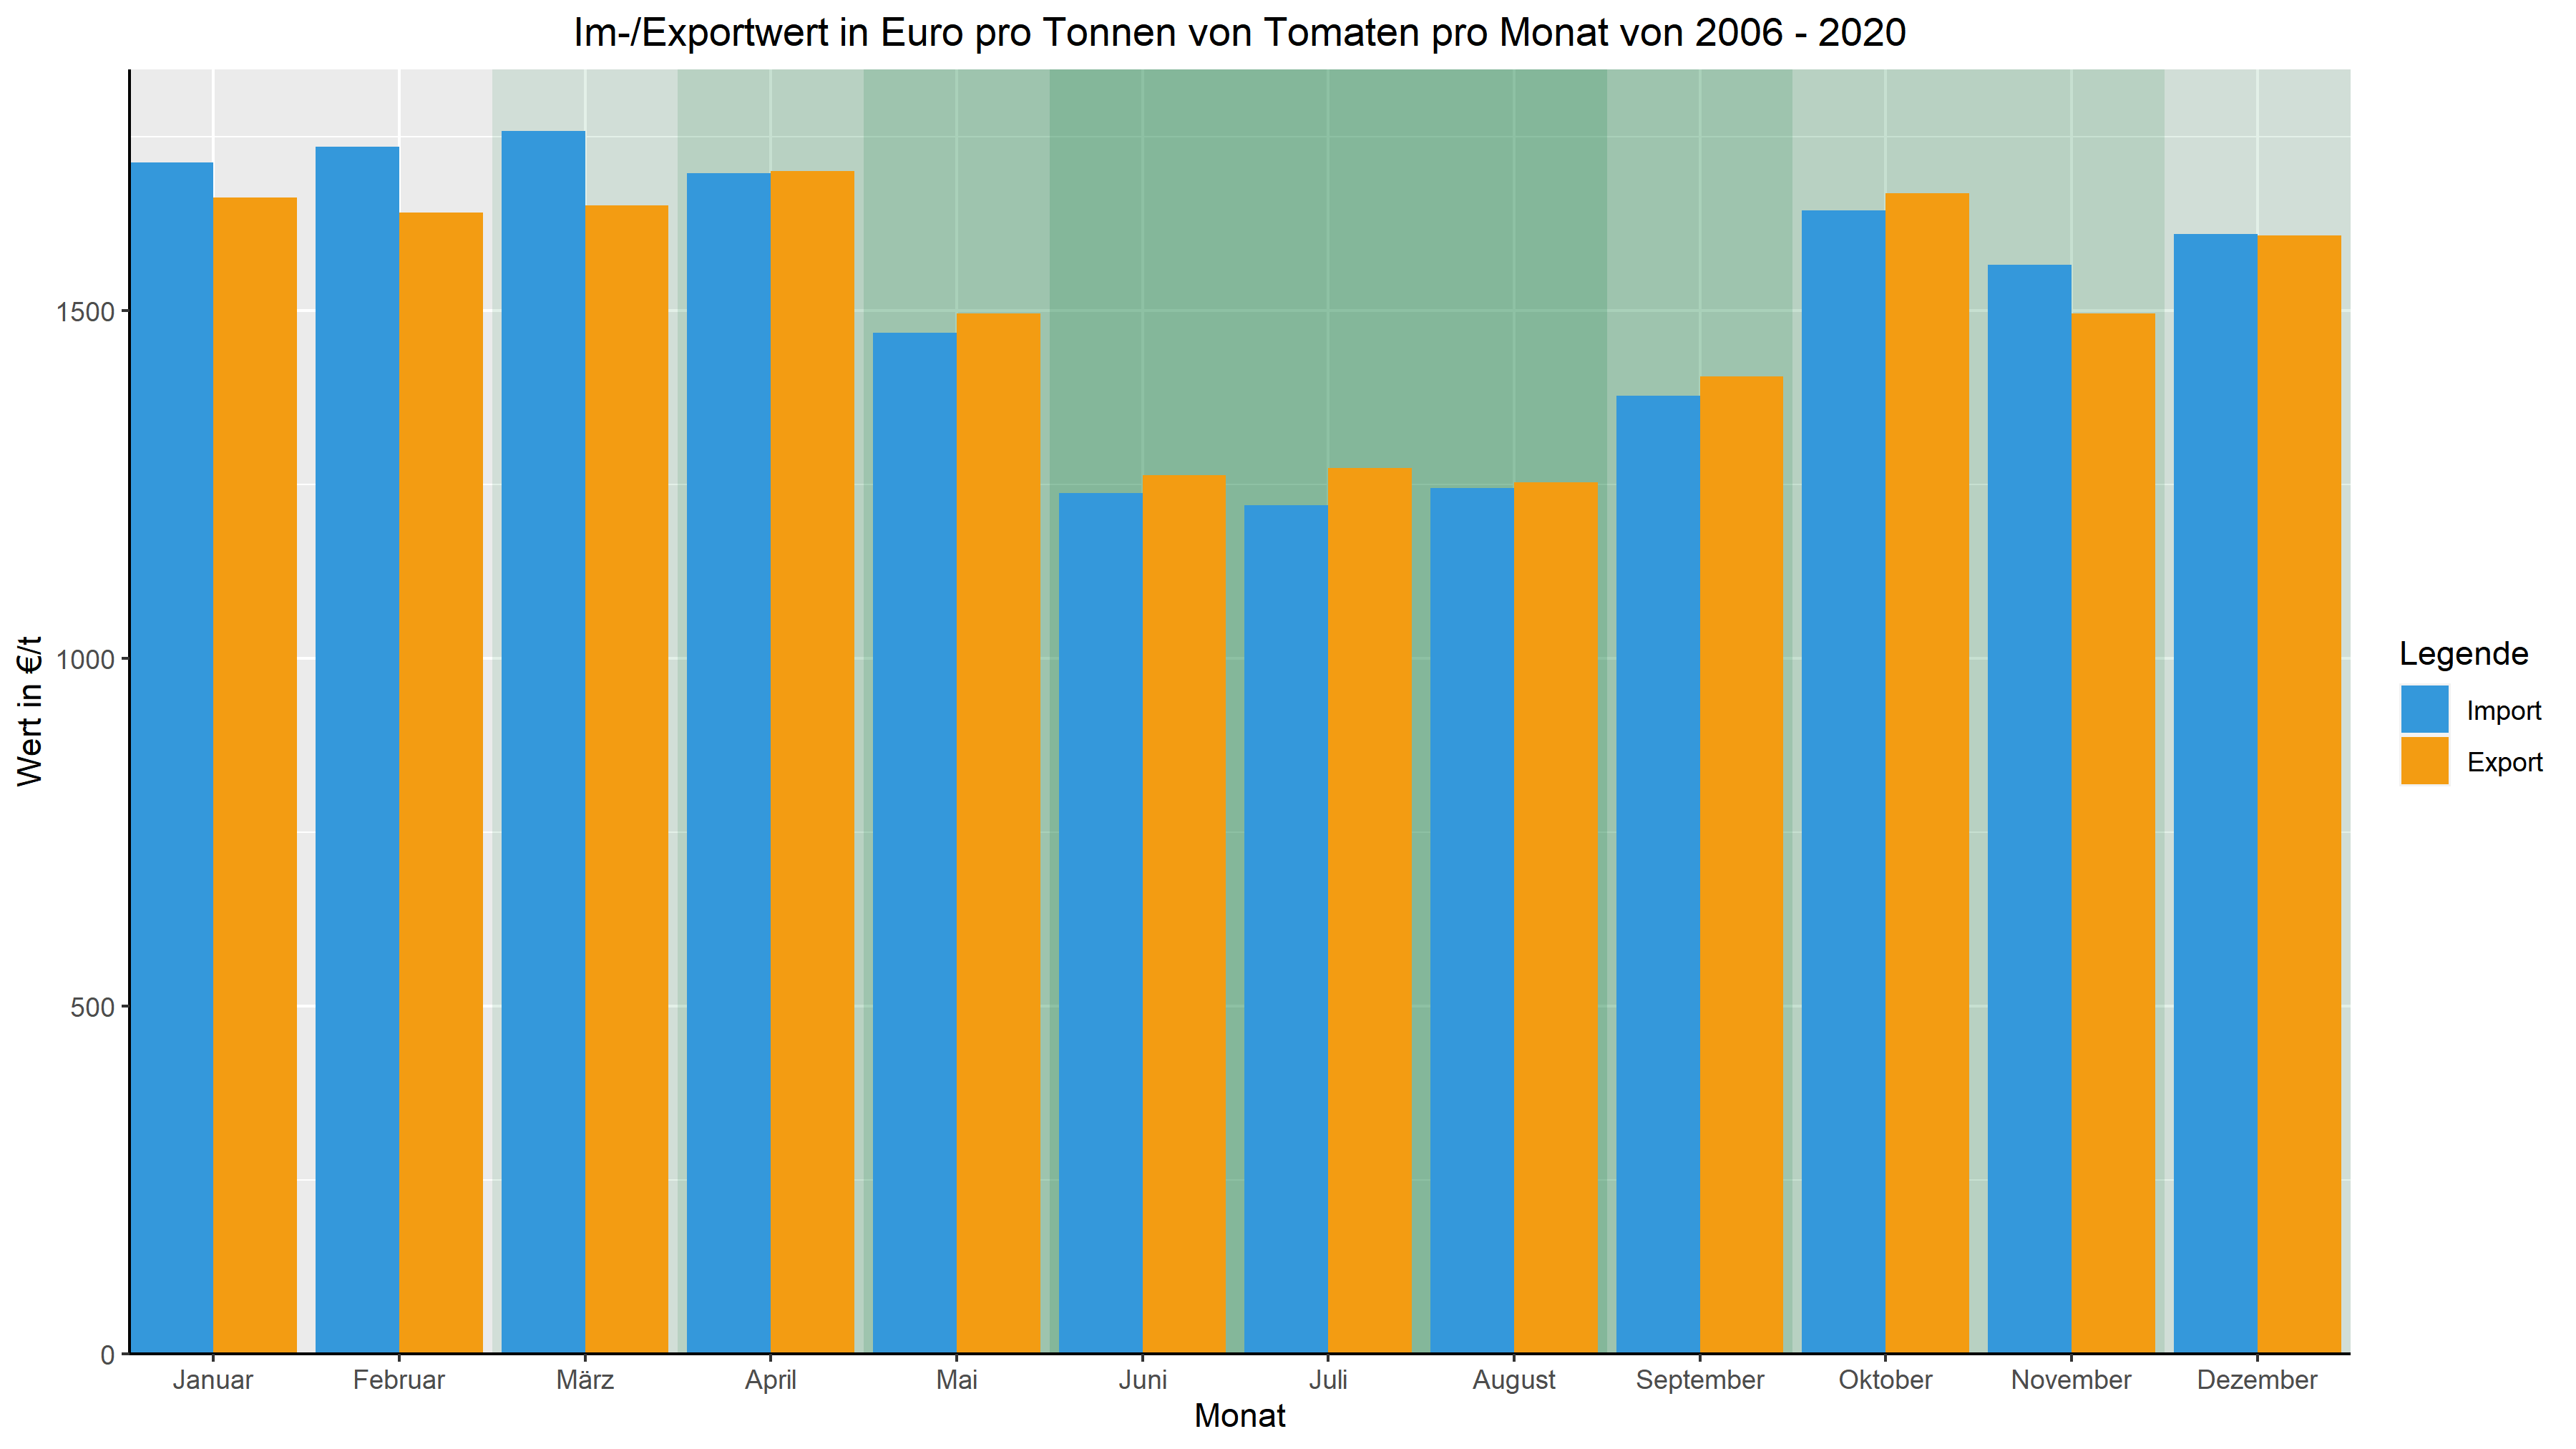 Im-/Exportwert in Euro pro Tonnen von Tomaten pro Monat von 2006 - 2020
Wert in €/t
1500
1000
500
0
Januar Februar März April Mai Juni Juli August September Oktober November Dezember
Monat
Legende
Import
Export